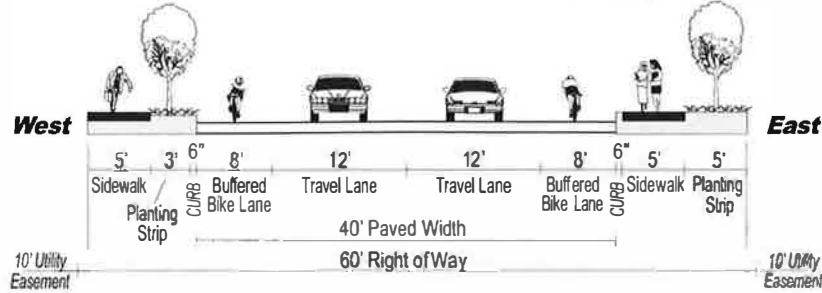 West
East
5' 3' 6" 8' 12' 12' 8' 6" 5' 5'
Sidewalk
Planting
Strip
CURB
Buffered
Bike Lane
Travel Lane
Travel Lane
Buffered
Bike Lane
CURB
Sidewalk
Planting
Strip
40' Paved Width
60' Right of Way
10' Utility
Easement
10' Utility
Easement